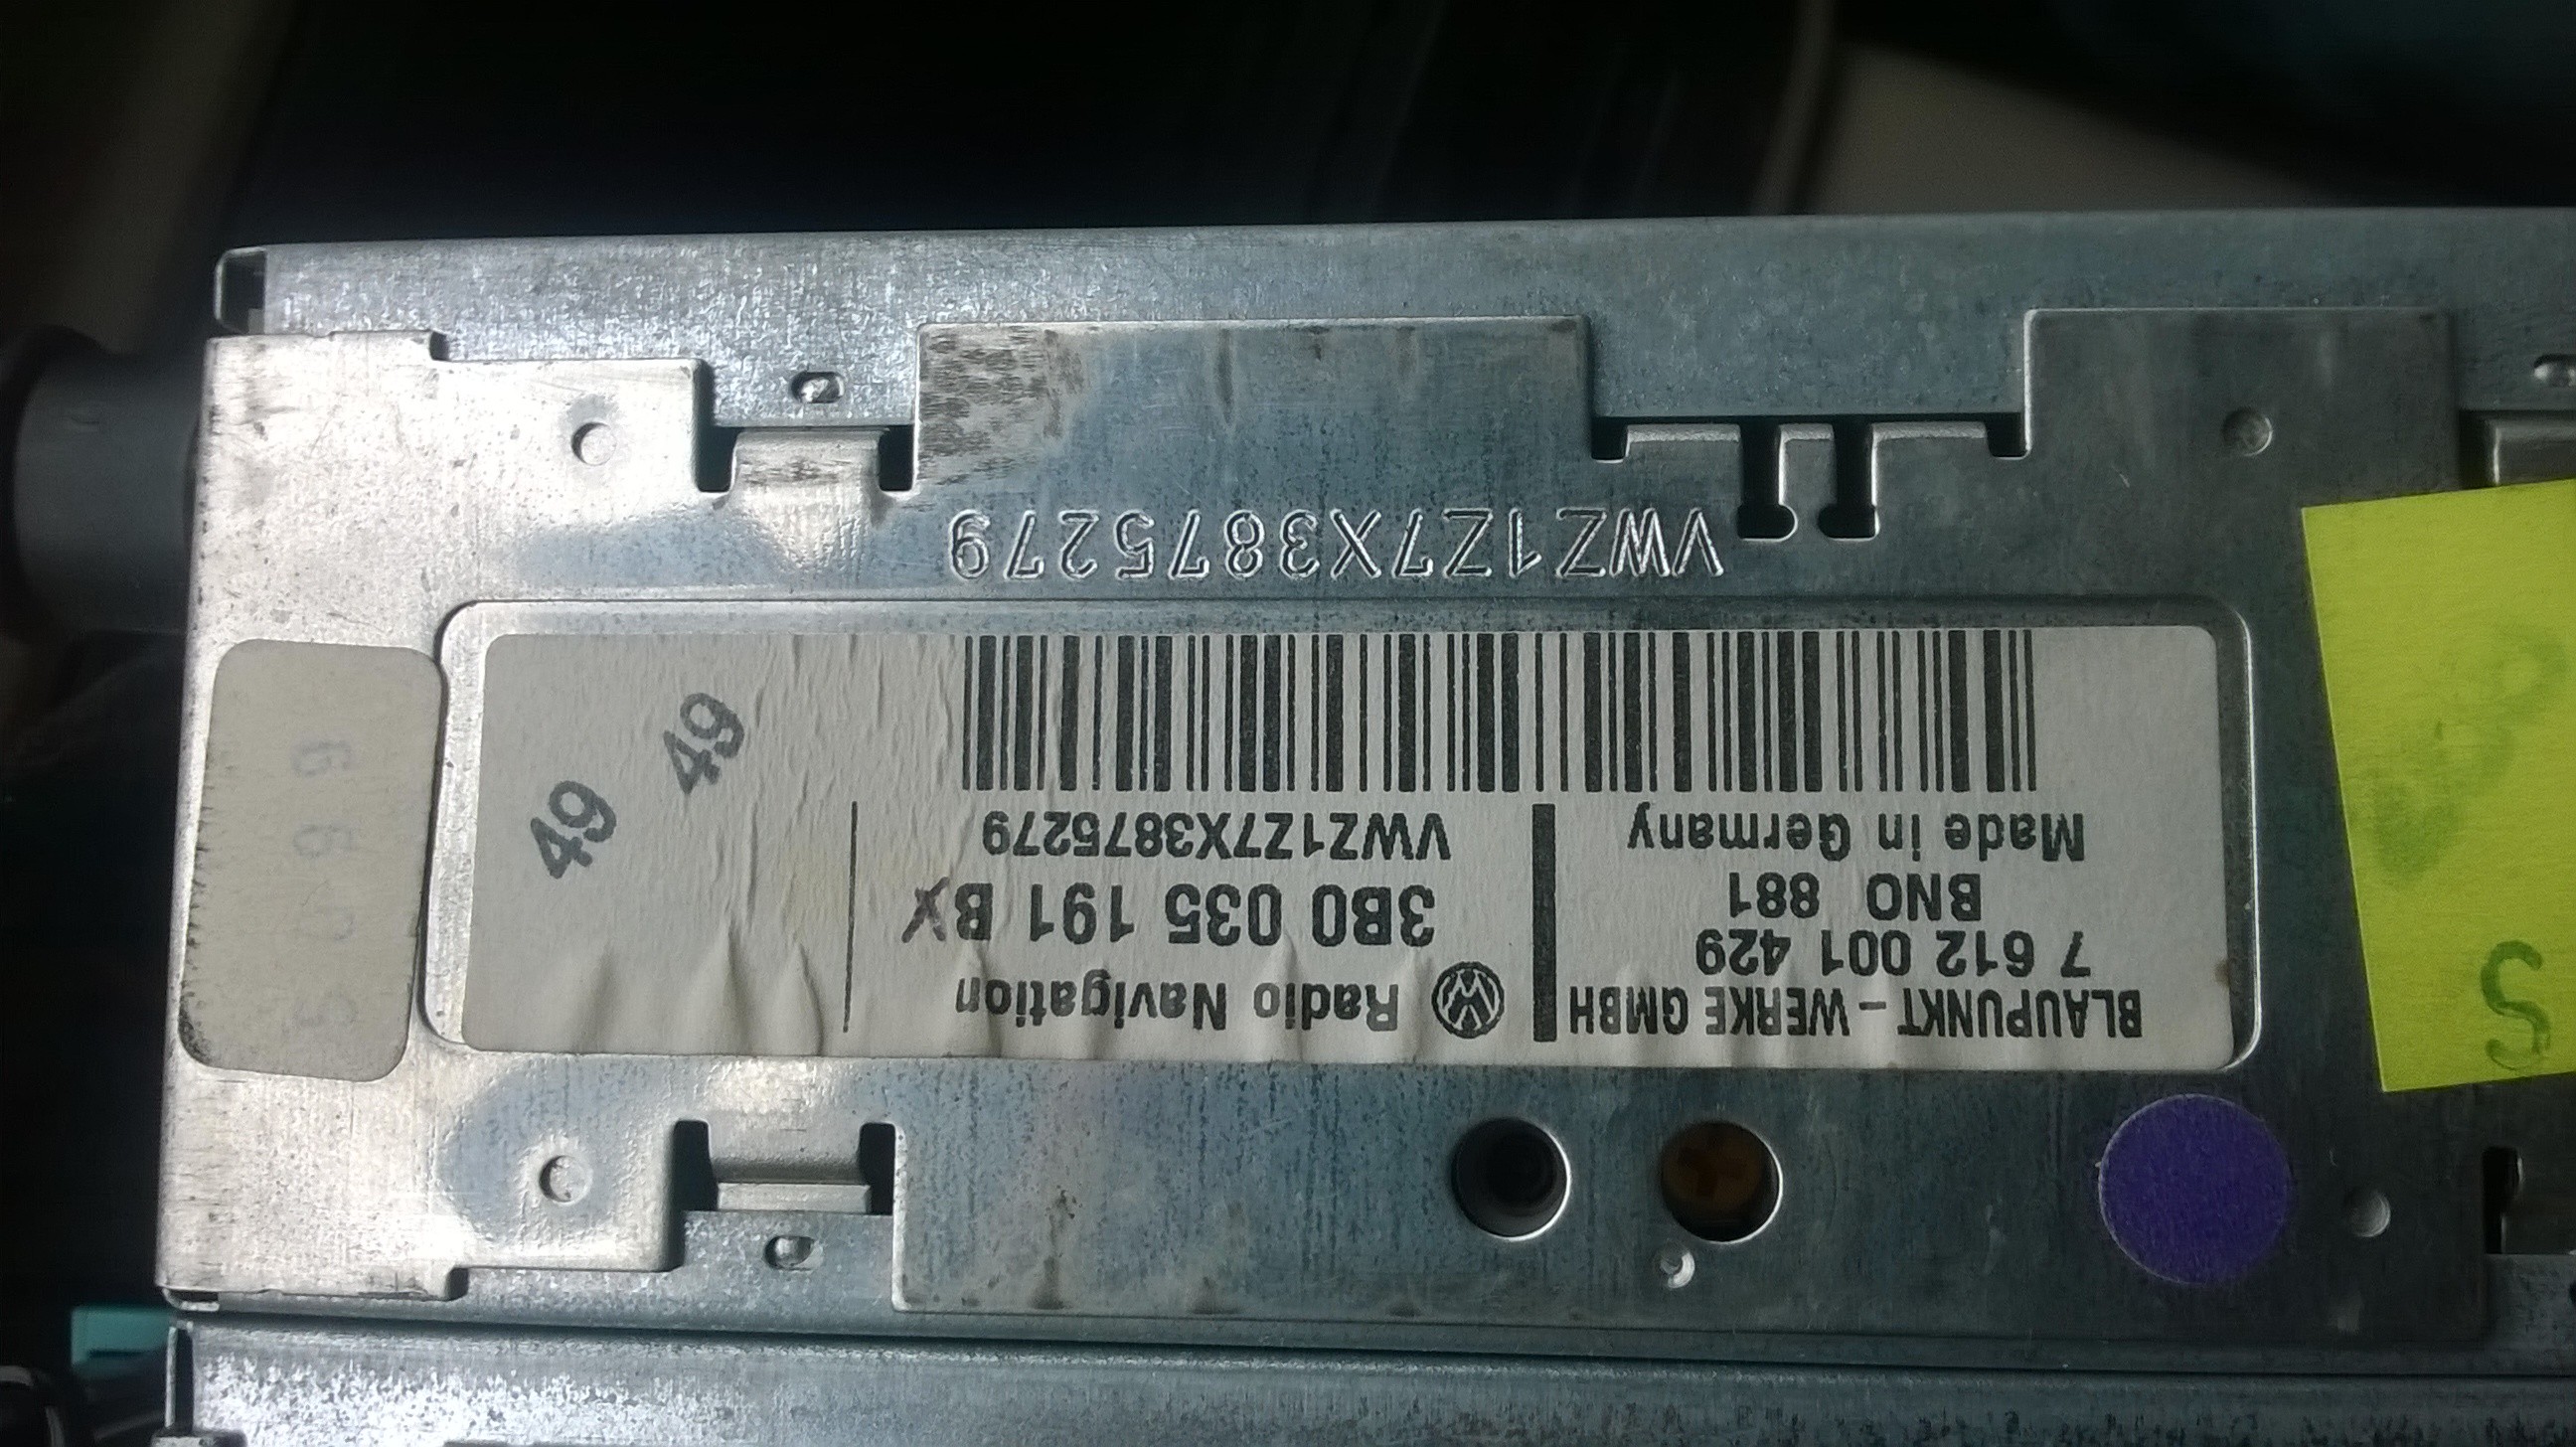 BLAUPUNKT - WERKE GMBH
7 612 001 429
BNO 881
Made in Germany
Radio Navigation
3B0 035 191 BX
VWZ1Z7X3875279
49 49
VWZ1Z7X3875279
5